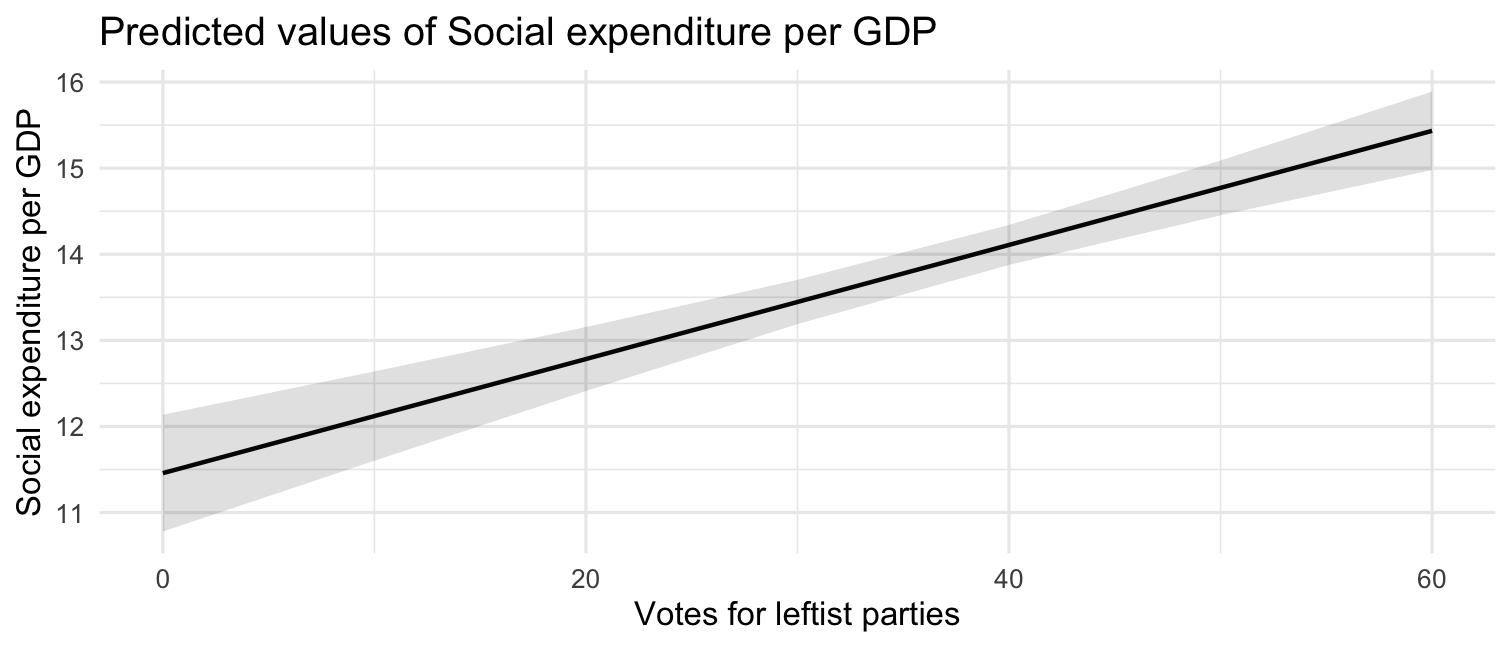 Predicted values of Social expenditure per GDP
Social expenditure per GDP
16
15
14
13
12
11
0 20 40 60
Votes for leftist parties